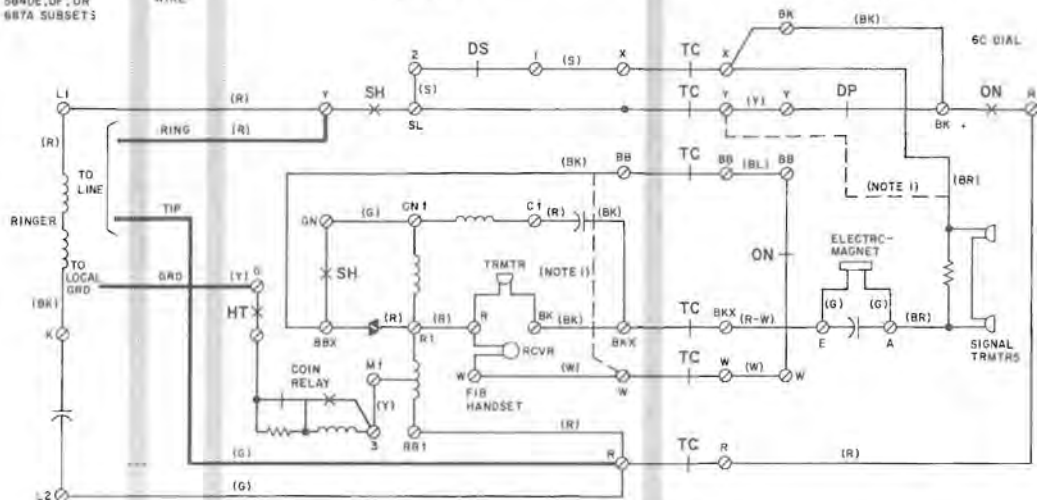 687A SUBSETS
WIRE
BK
(BK)
6C DIAL
2
DS
1
(S)
X
TC
X
(S)
L1
(R)
Y
SH
SL
TC
Y
(Y)
Y
DP
BK
ON
R
(R)
RING
(R)
TO
LINE
BB
(BK)
TC
BB
(BL)
BB
(NOTE 1)
(BR)
RINGER
TIP
GN
(G)
GN1
C1
(R)
(BK)
ELECTRO-
MAGNET
TO
LOCAL
GRD
GRD
(Y)
G
SH
TRMTR
(NOTE 1)
ON
(G)
(G)
(BK)
HT
BBX
(R)
R1
(R)
R
BK
(BK)
BKX
TC
BKX
(R-W)
E
A
(BR)
SIGNAL
TRMTRS
K
RCVR
COIN
RELAY
M1
(Y)
W
(W)
W
TC
W
(W)
W
F1B
HANDSET
3
RR1
(R)
(G)
R
TC
R
(R)
L2
(G)